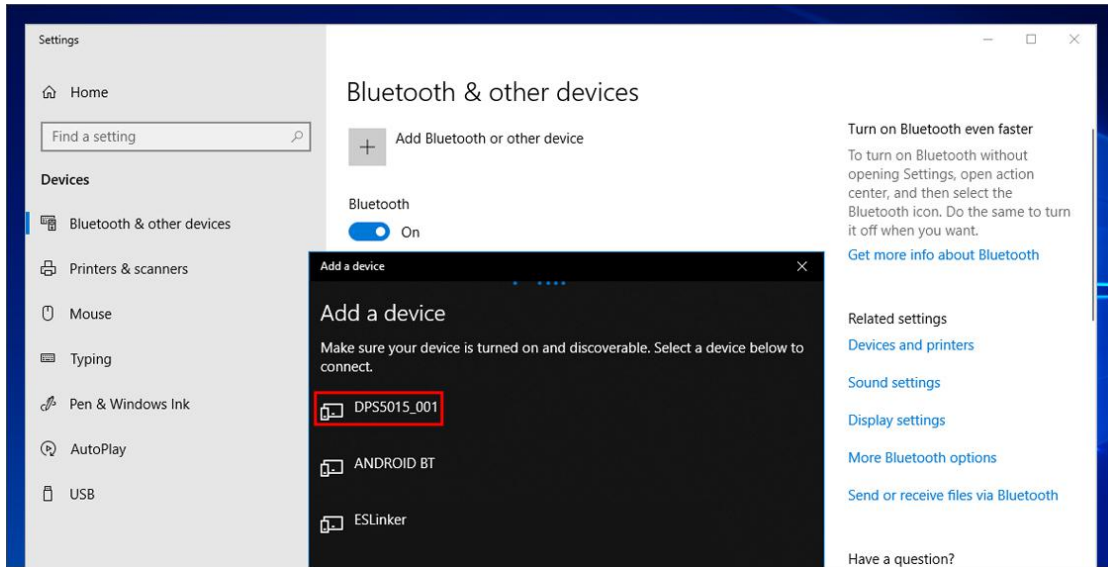 Settings
Home
Find a setting
Devices
Bluetooth & other devices
Printers & scanners
Mouse
Typing
Pen & Windows Ink
AutoPlay
USB
Bluetooth & other devices
Add Bluetooth or other device
Bluetooth
On
Add a device
Add a device
Make sure your device is turned on and discoverable. Select a device below to
connect.
DPS5015_001
ANDROID BT
ESLinker
Turn on Bluetooth even faster
To turn on Bluetooth without
opening Settings, open action
center, and then select the
Bluetooth icon. Do the same to turn
it off when you want.
Get more info about Bluetooth
Related settings
Devices and printers
Sound settings
Display settings
More Bluetooth options
Send or receive files via Bluetooth
Have a question?